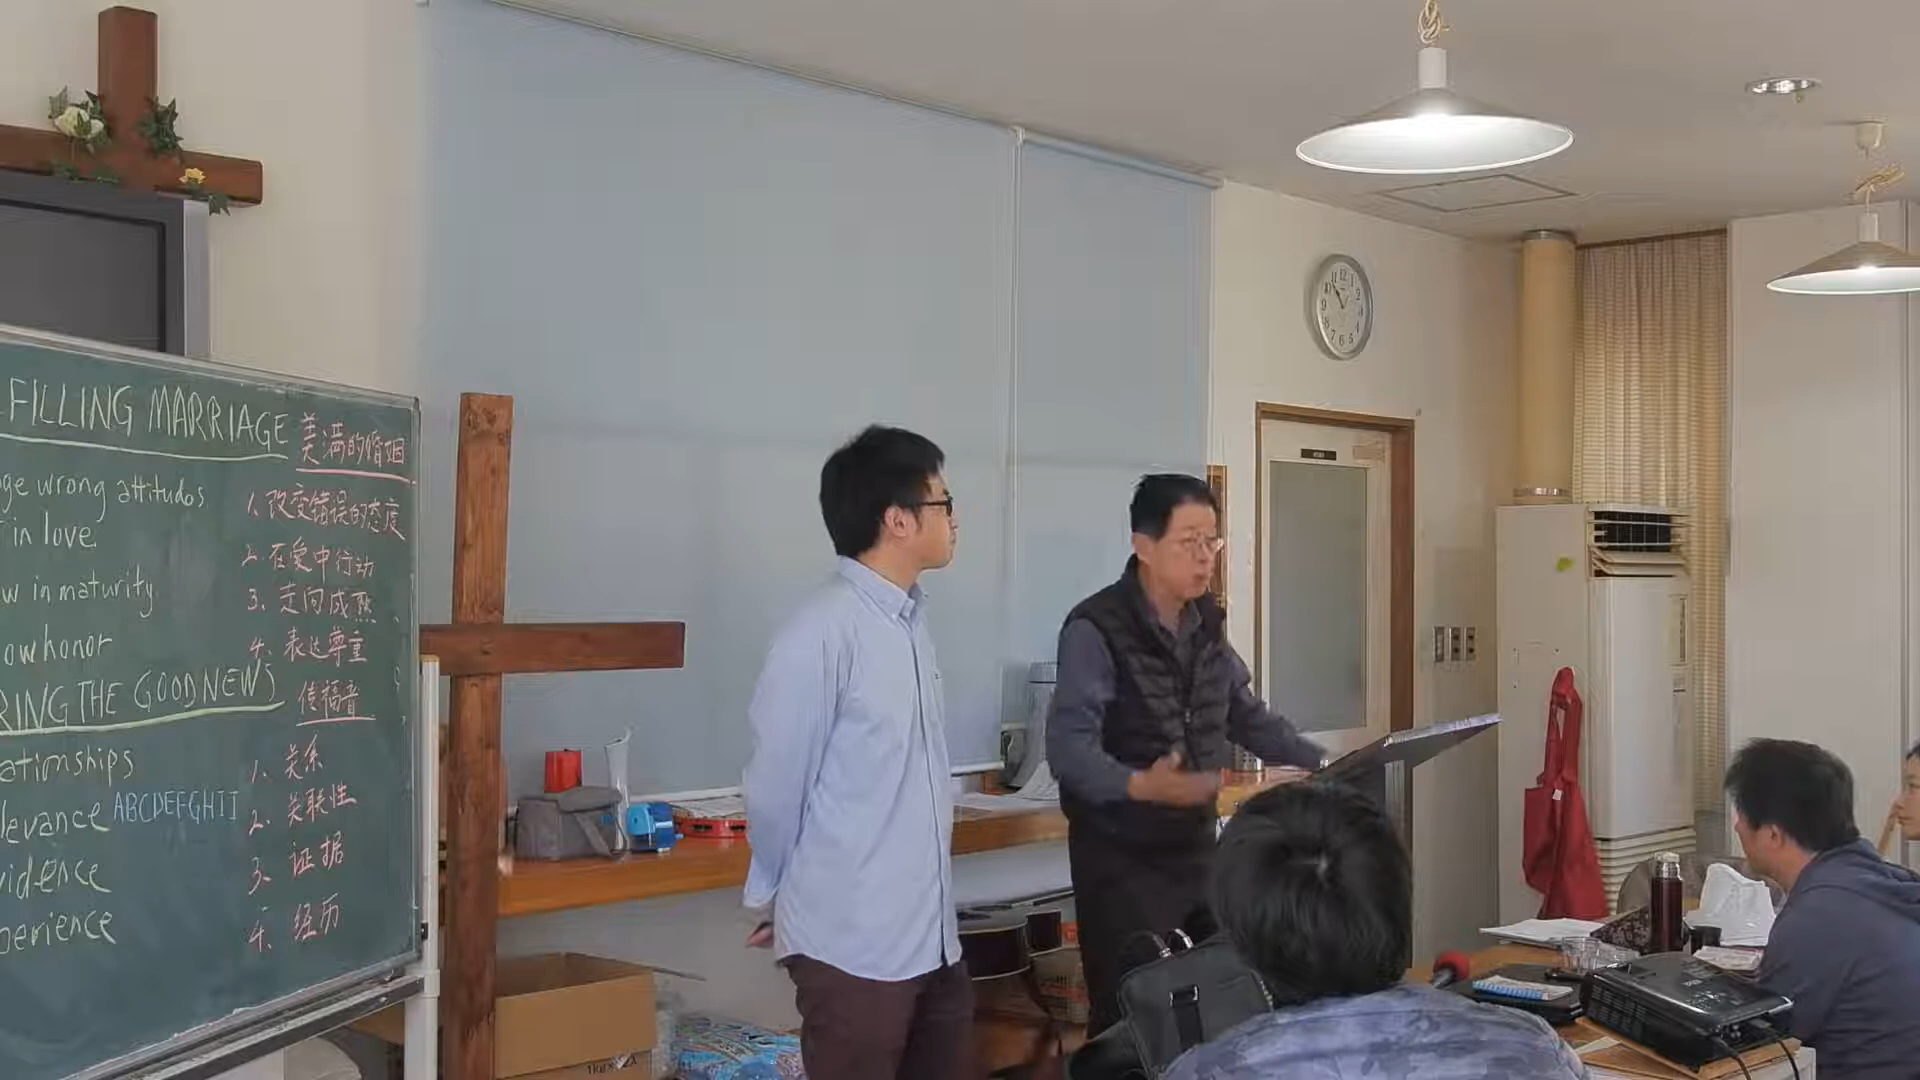 FILLING MARRIAGE 美满的婚姻
ge wrong attitudos 1. 改变错误的态度
in love. 2. 在爱中行动
w in maturity. 3. 走向成熟
ow honor 4. 表达尊重
RING THE GOOD NEWS 传福音
ationships 1. 关系
levance ABCDEFGHIJ 2. 关联性
vidence 3. 证据
perience 4. 经历